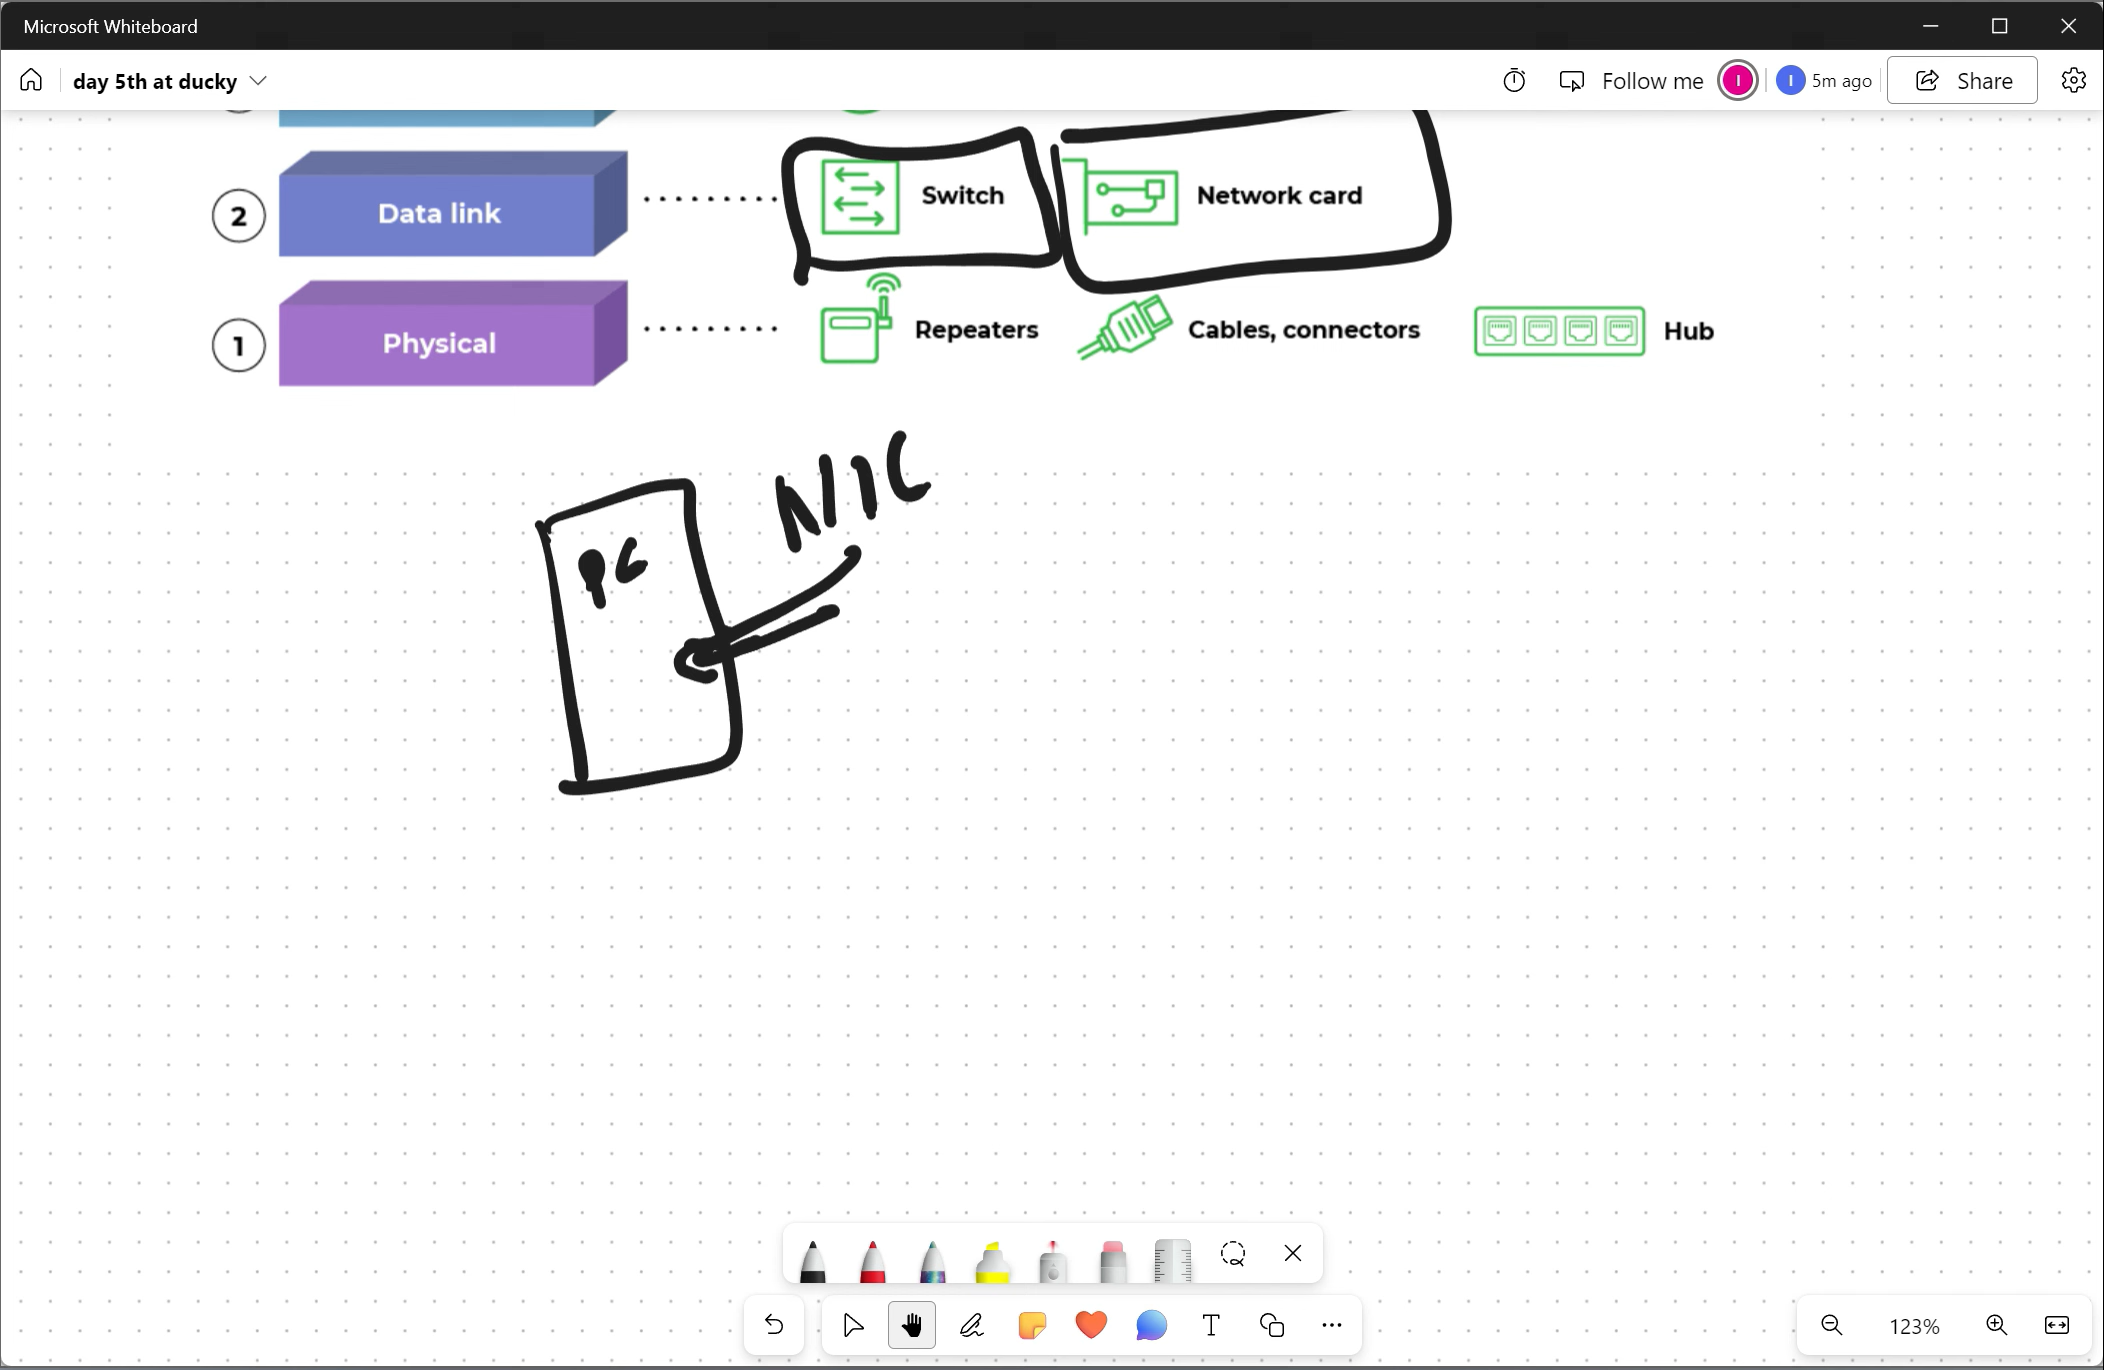 Microsoft Whiteboard
day 5th at ducky
Follow me
I
I
5m ago
Share
2
Data link
Switch
Network card
1
Physical
Repeaters
Cables, connectors
Hub
NIC
PC
T
123%